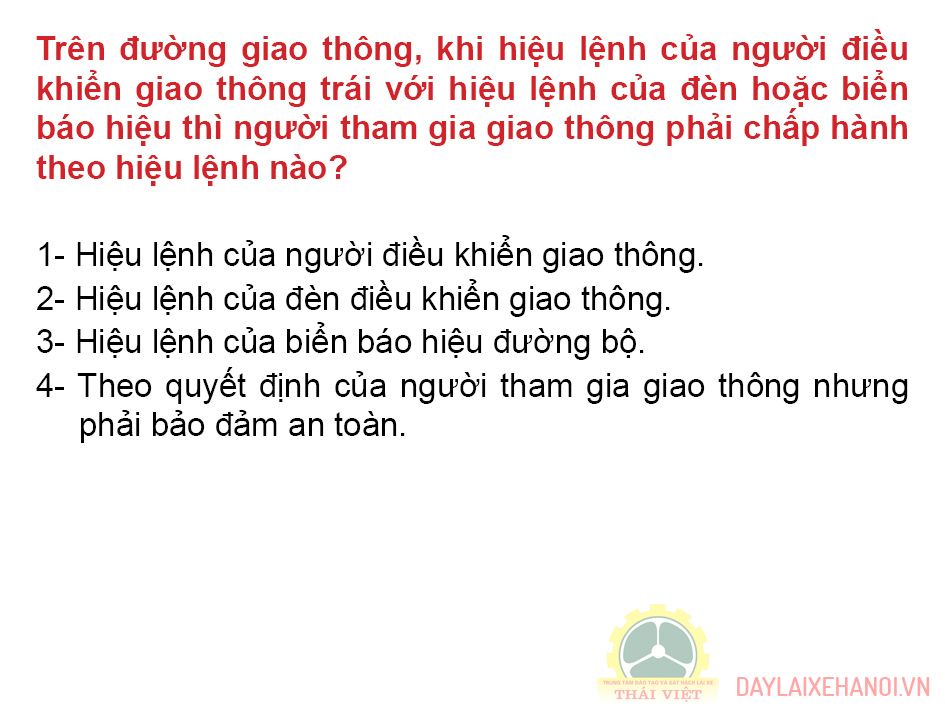 Trên đường giao thông, khi hiệu lệnh của người điều
khiển giao thông trái với hiệu lệnh của đèn hoặc biển
báo hiệu thì người tham gia giao thông phải chấp hành
theo hiệu lệnh nào?
1- Hiệu lệnh của người điều khiển giao thông.
2- Hiệu lệnh của đèn điều khiển giao thông.
3- Hiệu lệnh của biển báo hiệu đường bộ.
4- Theo quyết định của người tham gia giao thông nhưng
phải bảo đảm an toàn.
TRUNG TÂM ĐÀO TẠO VÀ SÁT HẠCH LÁI XE
THÁI VIỆT
DAYLAIXEHANOI.VN